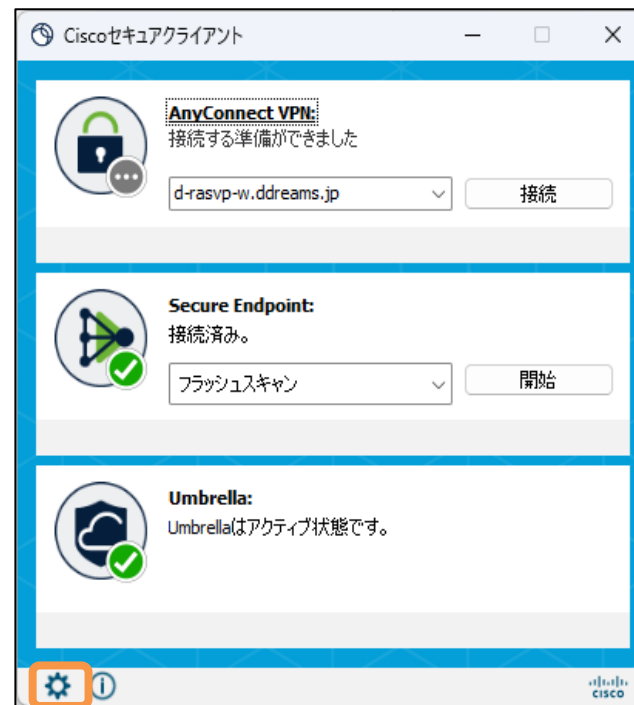 Ciscoセキュアクライアント
AnyConnect VPN:
接続する準備ができました
d-rasvp-w.ddreams.jp
接続
Secure Endpoint:
接続済み。
フラッシュスキャン
開始
Umbrella:
Umbrellaはアクティブ状態です。
CISCO